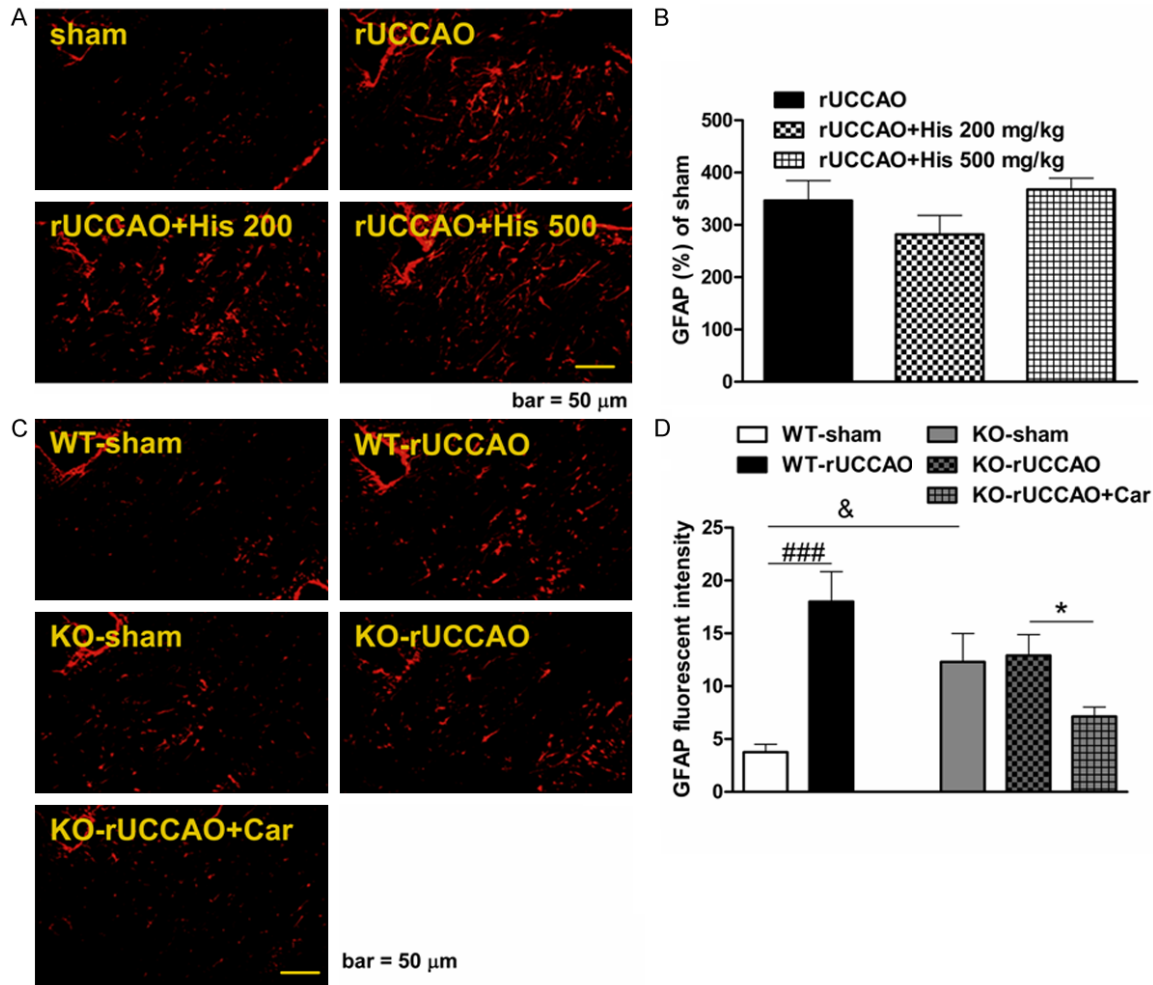 A
sham
rUCCAO
rUCCAO+His 200
rUCCAO+His 500
bar = 50 μm
B
rUCCAO
rUCCAO+His 200 mg/kg
rUCCAO+His 500 mg/kg
GFAP (%) of sham
500
400
300
200
100
0
C
WT-sham
WT-rUCCAO
KO-sham
KO-rUCCAO
KO-rUCCAO+Car
bar = 50 μm
D
WT-sham
WT-rUCCAO
KO-sham
KO-rUCCAO
KO-rUCCAO+Car
GFAP fluorescent intensity
25
20
15
10
5
0
&
###
*